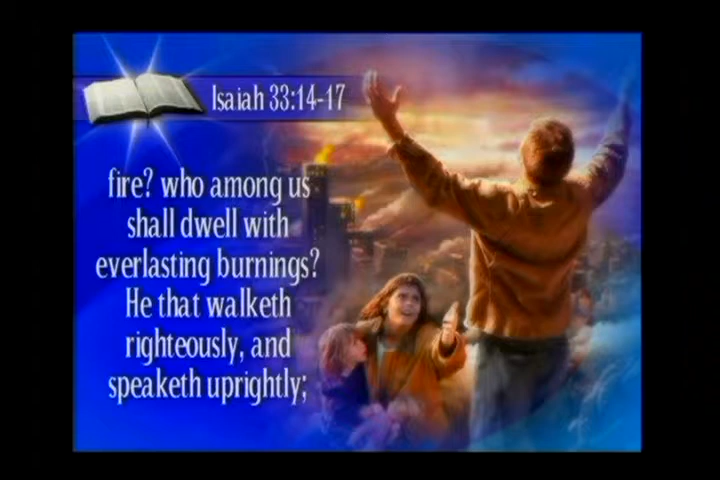 Isaiah 33:14-17
fire? who among us
shall dwell with
everlasting burnings?
He that walketh
righteously, and
speaketh uprightly;